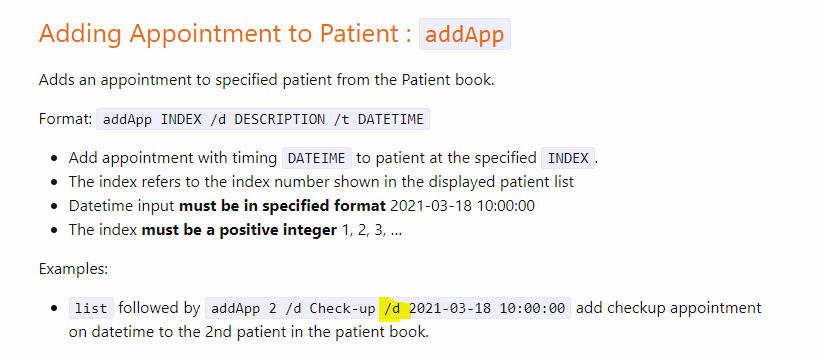 Adding Appointment to Patient : addApp
Adds an appointment to specified patient from the Patient book.
Format: addApp INDEX /d DESCRIPTION /t DATETIME
Add appointment with timing DATEIME to patient at the specified INDEX.
The index refers to the index number shown in the displayed patient list
Datetime input must be in specified format 2021-03-18 10:00:00
The index must be a positive integer 1, 2, 3, …
Examples:
list followed by addApp 2 /d Check-up /d 2021-03-18 10:00:00 add checkup appointment
on datetime to the 2nd patient in the patient book.